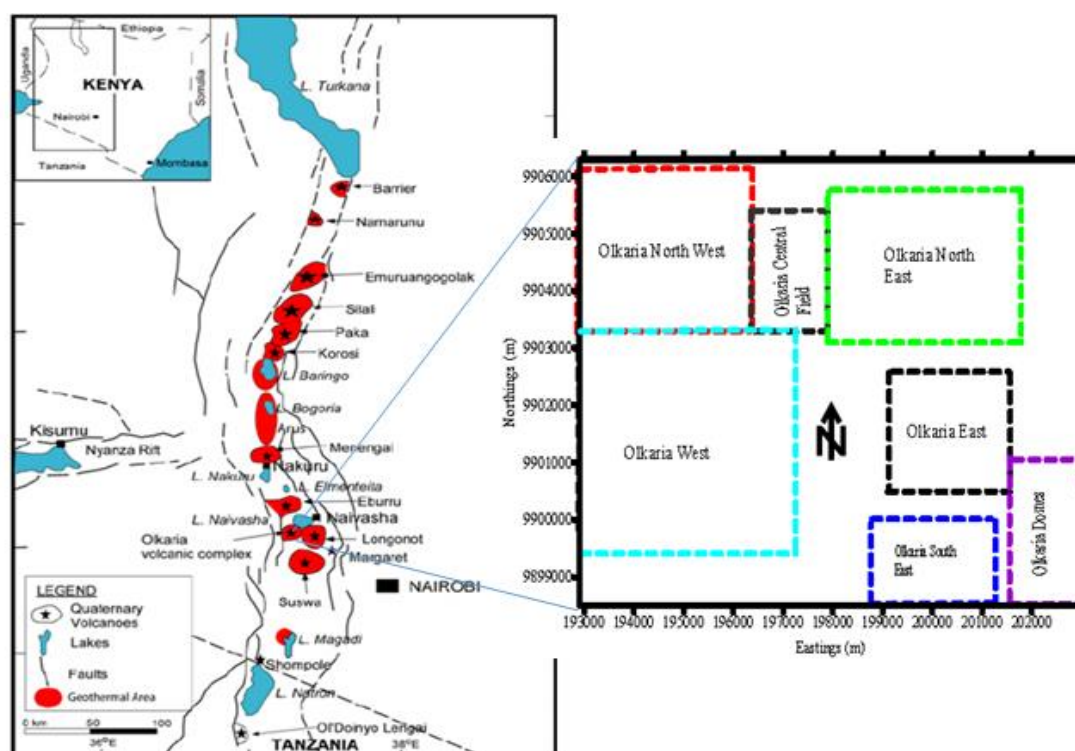 Ethiopia
Uganda
KENYA
Somulia
Nairobi
Tanzania
Mombasa
L. Turkana
Barrier
Namarunu
Emuruangogolak
Silali
Paka
Korosi
L. Baringo
L. Bogoria
Arus
Menengai
Kisumu
Nyanza Rift
Nakuru
L. Nakuru
L. Elmenteita
Eburru
L. Naivasha
Naivasha
Olkaria
volcanic complex
Longonot
Margaret
NAIROBI
Suswa
L. Magadi
Shompole
L. Natron
Ol'Doinyo Lengai
TANZANIA
38°E
36°E
LEGEND
Quaternary
Volcanoes
Lakes
Faults
Geothermal Area
0 km 50 100
9906000
9905000
9904000
9903000
9902000
9901000
9900000
9899000
Northings (m)
Olkaria North West
Olkaria Central
Field
Olkaria North
East
Olkaria West
N
Olkaria East
Olkaria South
East
Olkaria Domes
193000 194000 195000 196000 197000 198000 199000 200000 201000 202000
Eastings (m)